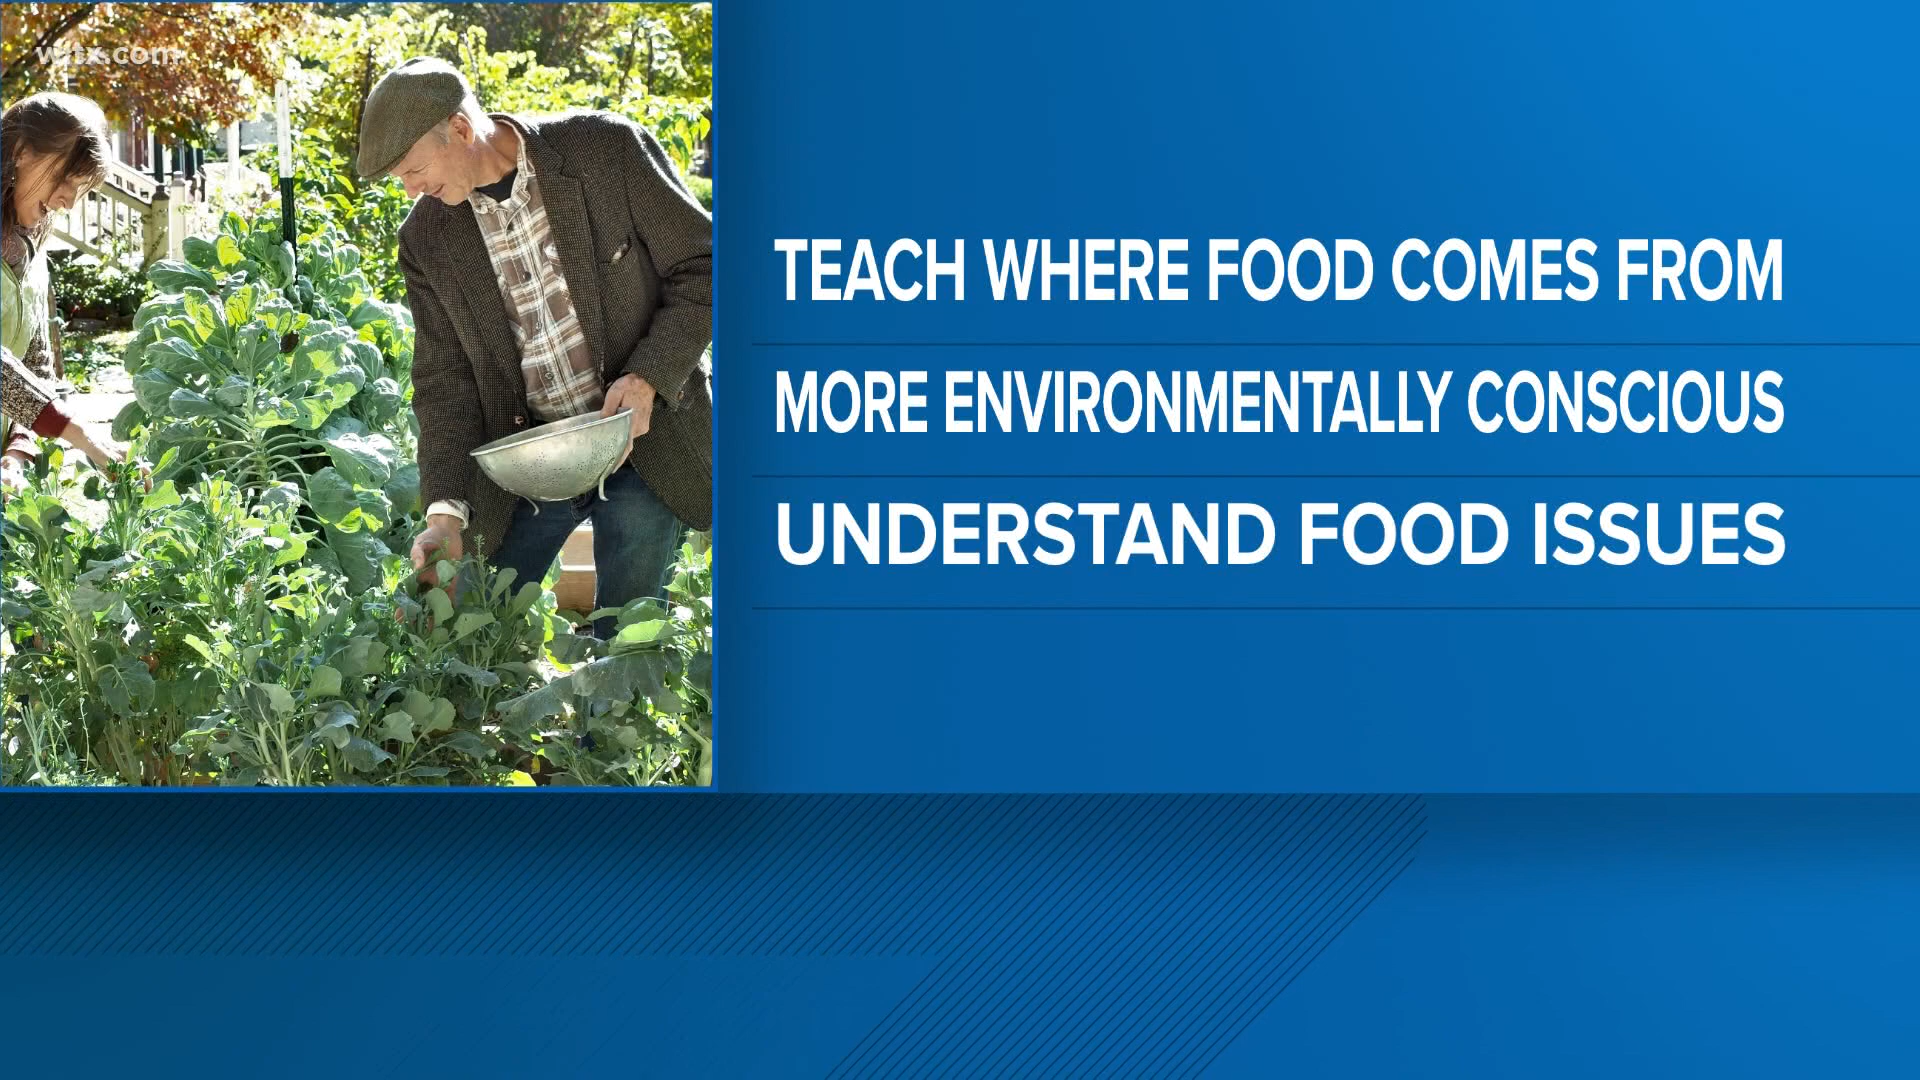 wltx.com
TEACH WHERE FOOD COMES FROM
MORE ENVIRONMENTALLY CONSCIOUS
UNDERSTAND FOOD ISSUES